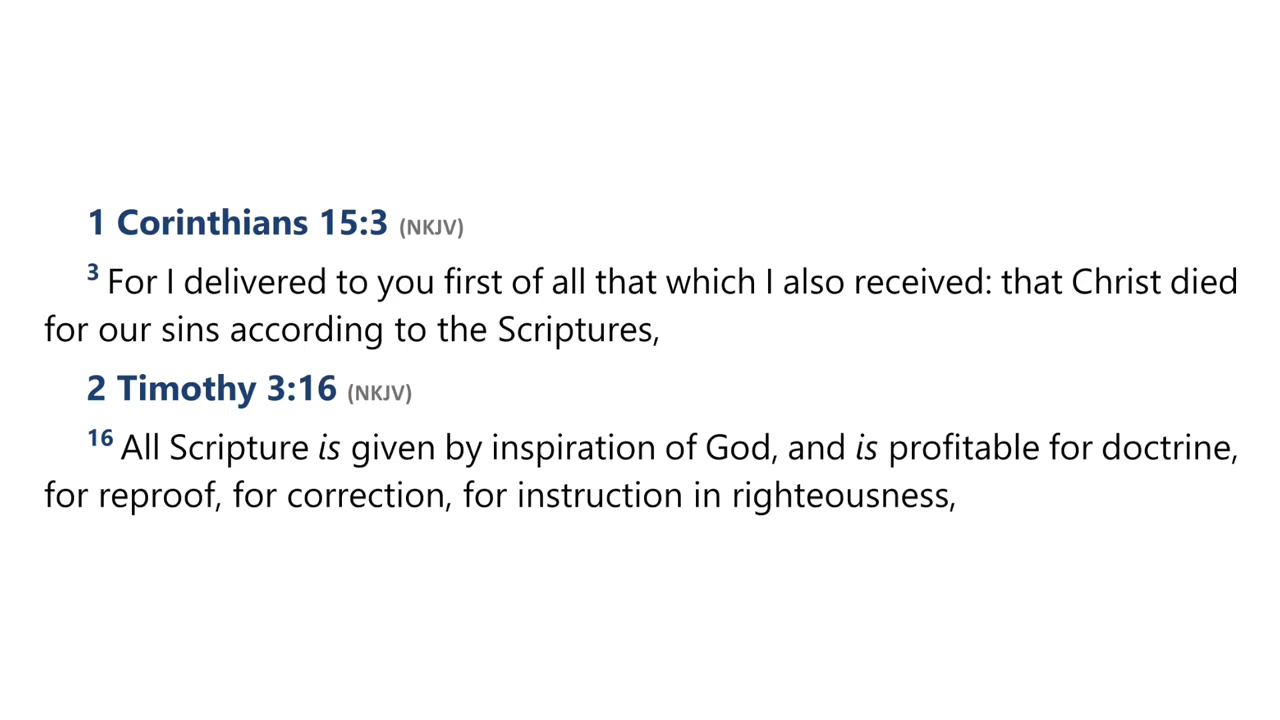 1 Corinthians 15:3 (NKJV)
3 For I delivered to you first of all that which I also received: that Christ died
for our sins according to the Scriptures,
2 Timothy 3:16 (NKJV)
16 All Scripture is given by inspiration of God, and is profitable for doctrine,
for reproof, for correction, for instruction in righteousness,